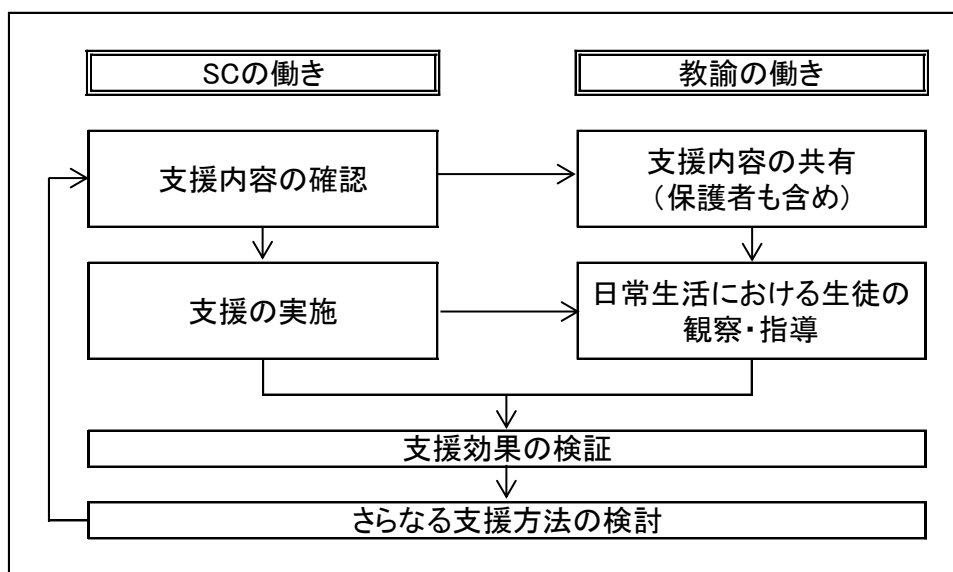 SCの働き
教諭の働き
支援内容の確認
支援内容の共有
（保護者も含め）
支援の実施
日常生活における生徒の
観察・指導
支援効果の検証
さらなる支援方法の検討